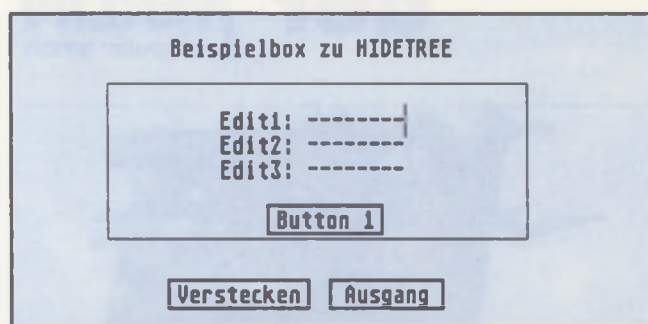 Beispielbox zu HIDETREE
Edit1: --------
Edit2: --------
Edit3: --------
Button 1
Verstecken Ausgang